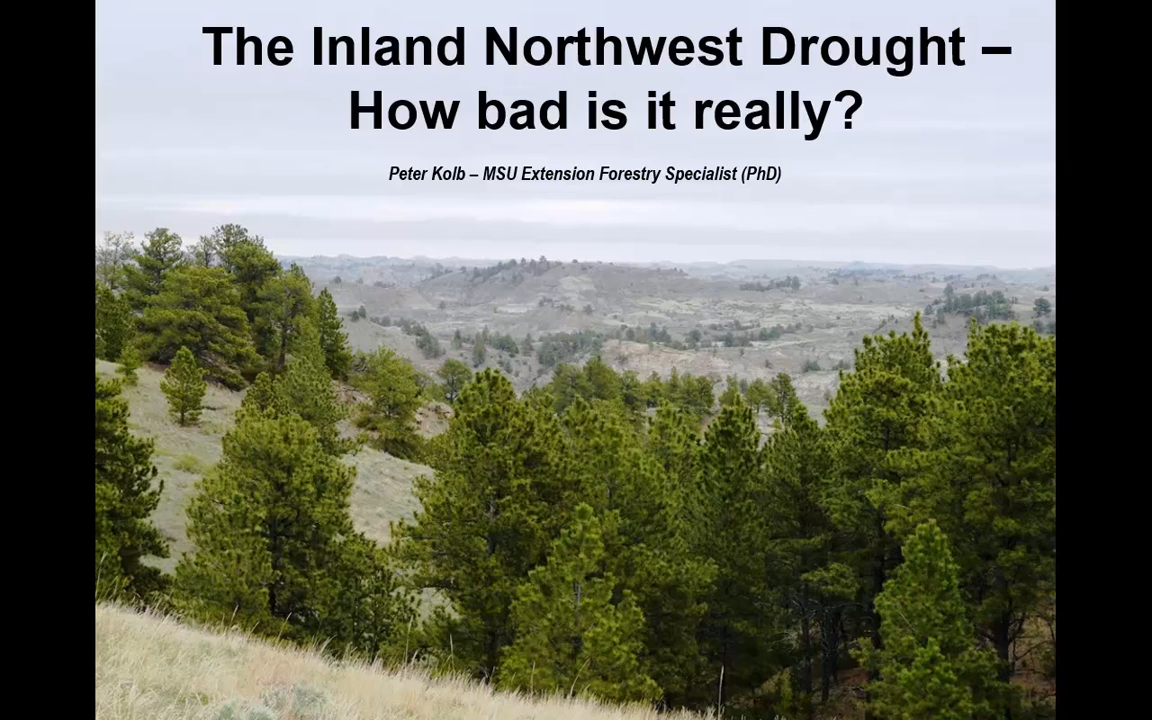 The Inland Northwest Drought –
How bad is it really?
Peter Kolb – MSU Extension Forestry Specialist (PhD)